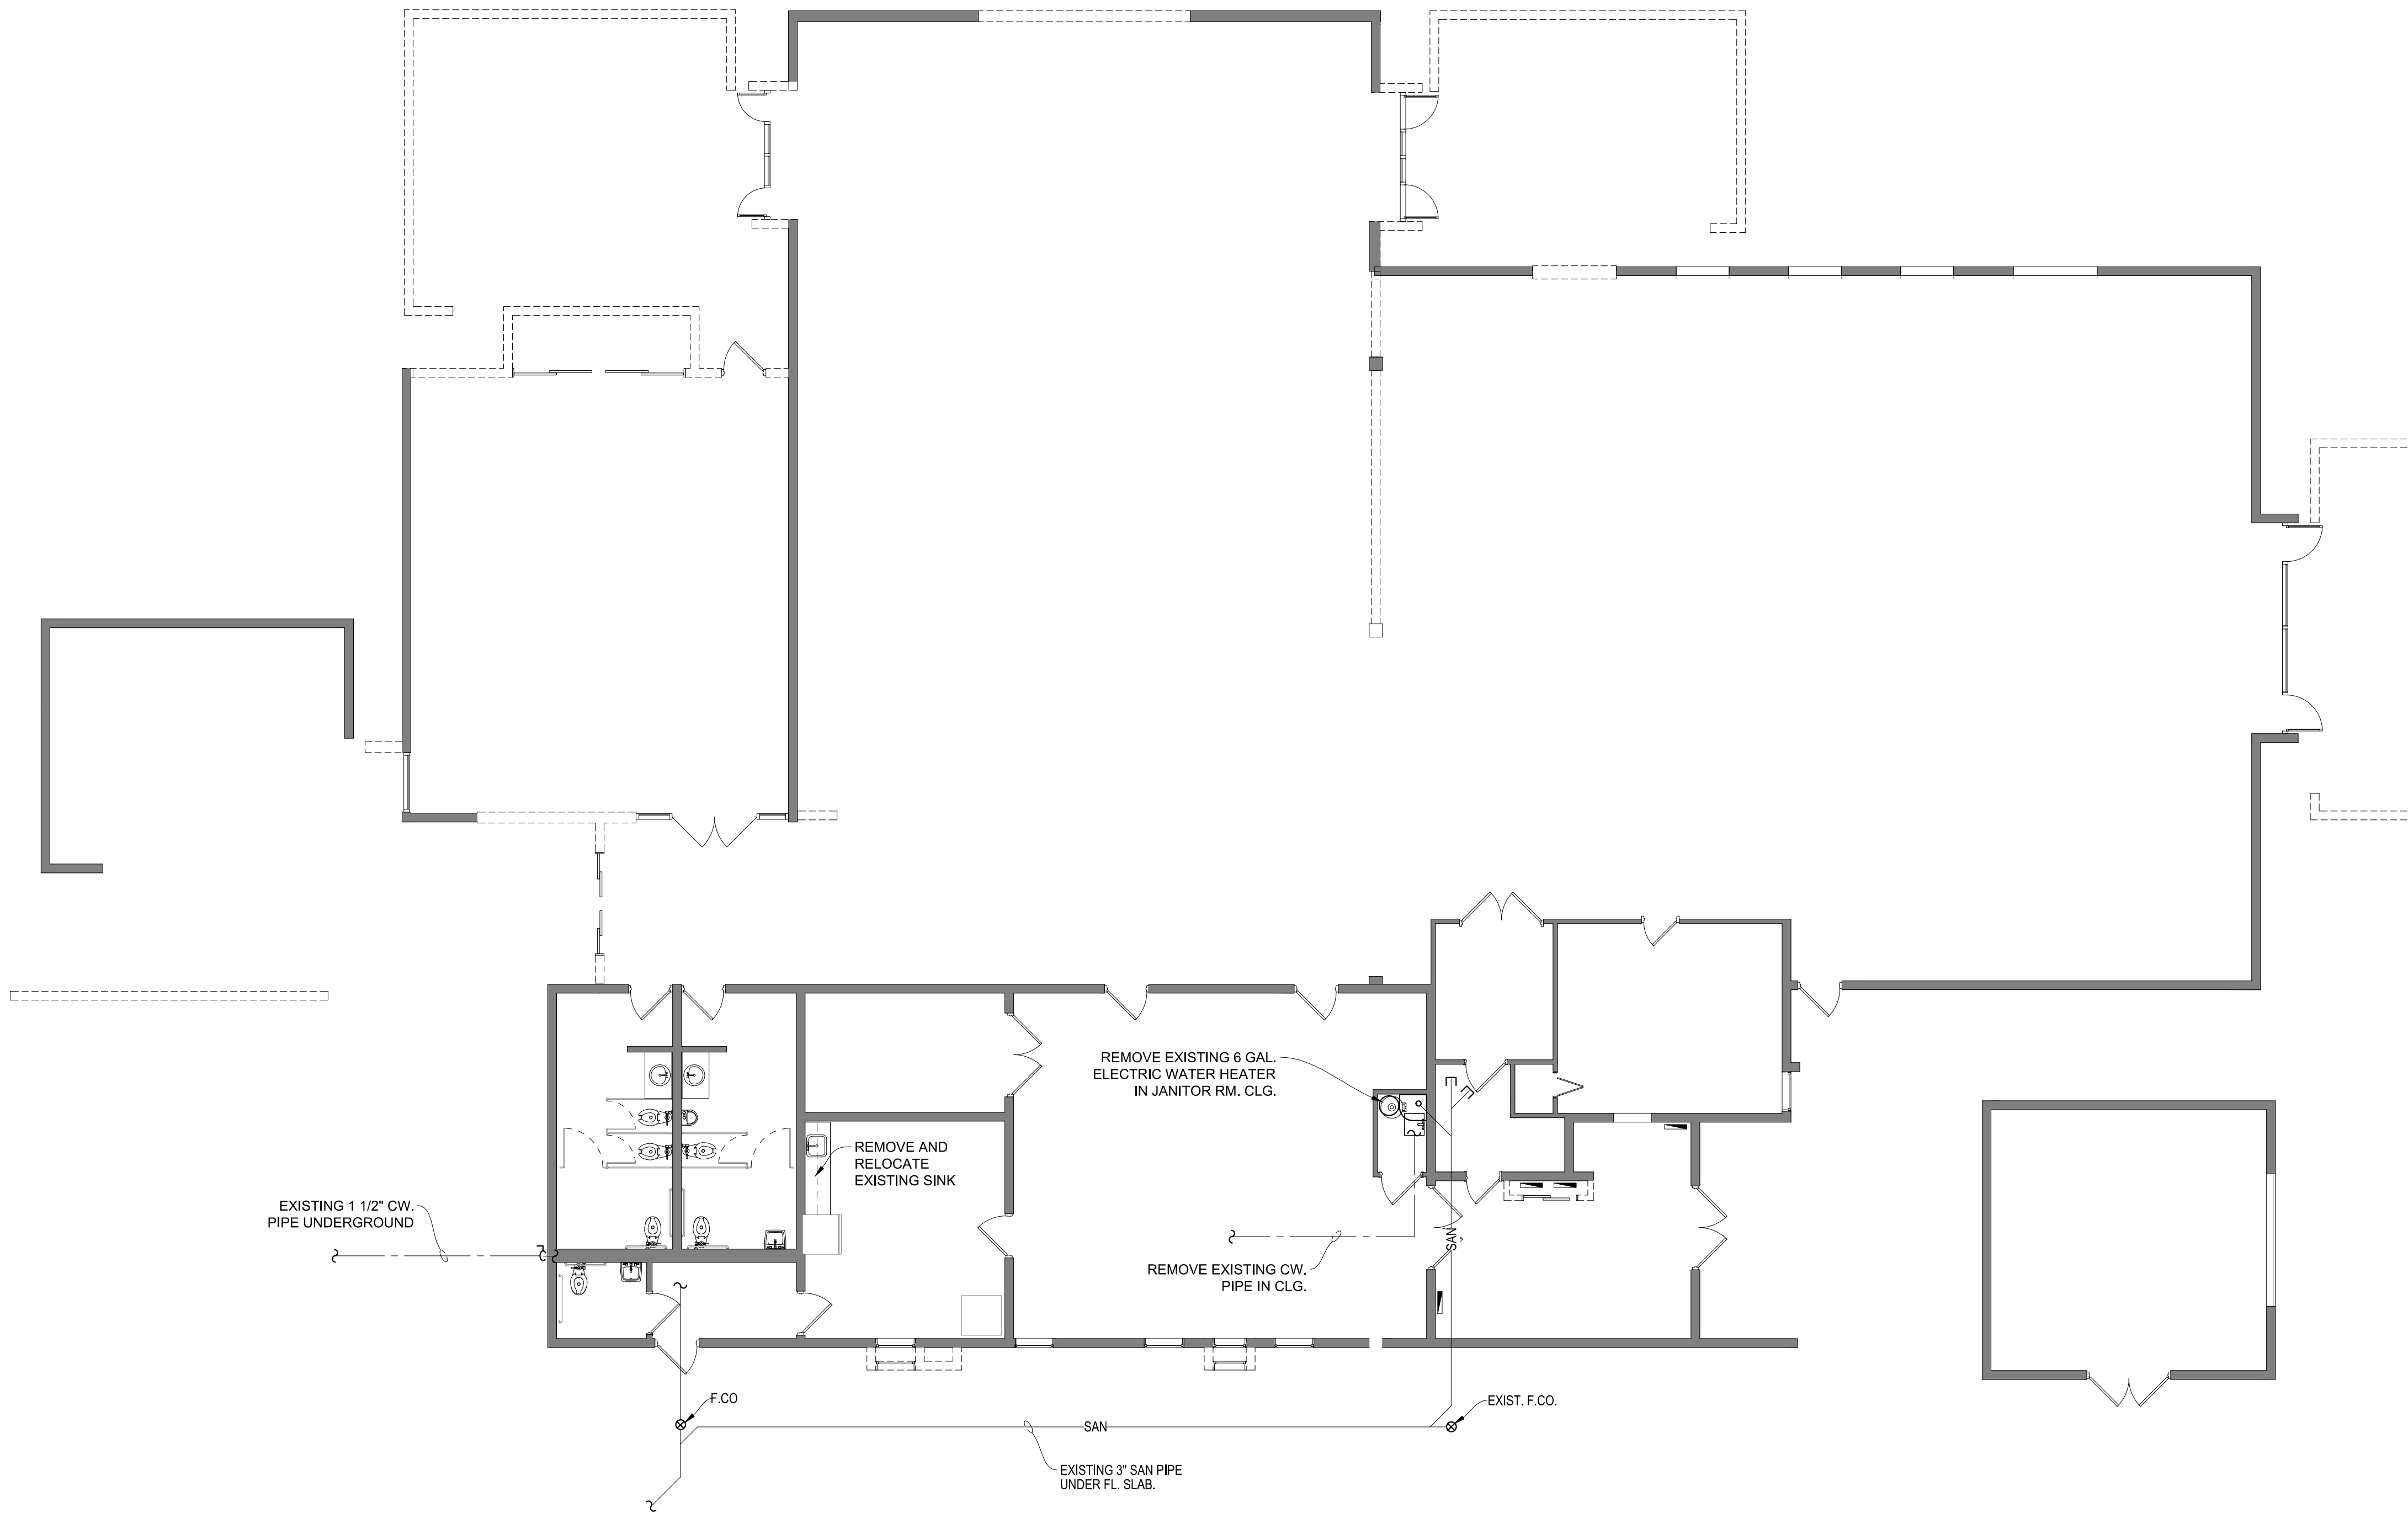 REMOVE EXISTING 6 GAL.
ELECTRIC WATER HEATER
IN JANITOR RM. CLG.
REMOVE AND
RELOCATE
EXISTING SINK
EXISTING 1 1/2" CW.
PIPE UNDERGROUND
SAN
REMOVE EXISTING CW.
PIPE IN CLG.
F.CO
EXIST. F.CO.
SAN
EXISTING 3" SAN PIPE
UNDER FL. SLAB.